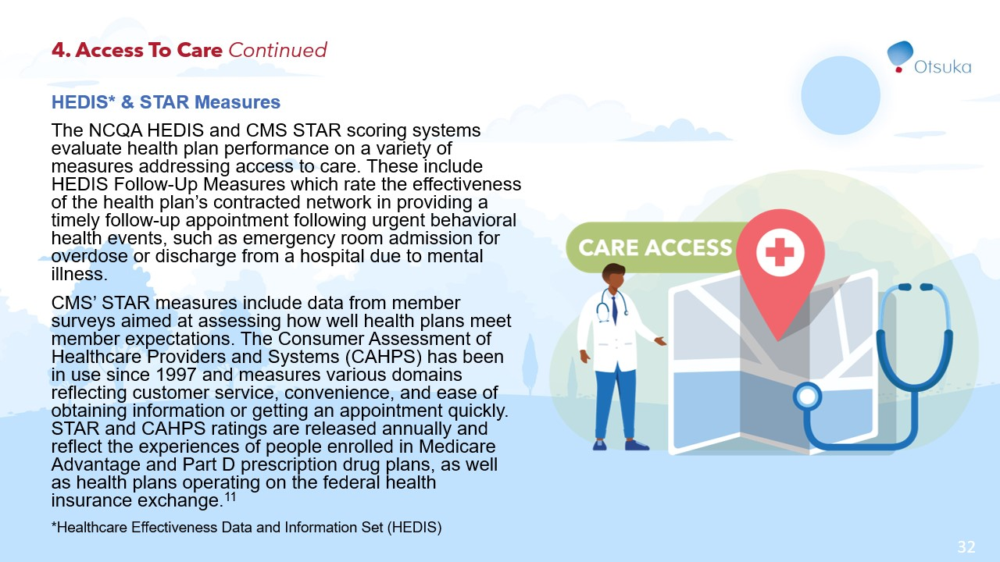 4. Access To Care Continued
Otsuka
HEDIS* & STAR Measures
The NCQA HEDIS and CMS STAR scoring systems
evaluate health plan performance on a variety of
measures addressing access to care. These include
HEDIS Follow-Up Measures which rate the effectiveness
of the health plan’s contracted network in providing a
timely follow-up appointment following urgent behavioral
health events, such as emergency room admission for
overdose or discharge from a hospital due to mental
illness.
CMS’ STAR measures include data from member
surveys aimed at assessing how well health plans meet
member expectations. The Consumer Assessment of
Healthcare Providers and Systems (CAHPS) has been
in use since 1997 and measures various domains
reflecting customer service, convenience, and ease of
obtaining information or getting an appointment quickly.
STAR and CAHPS ratings are released annually and
reflect the experiences of people enrolled in Medicare
Advantage and Part D prescription drug plans, as well
as health plans operating on the federal health
insurance exchange.11
*Healthcare Effectiveness Data and Information Set (HEDIS)
CARE ACCESS
32